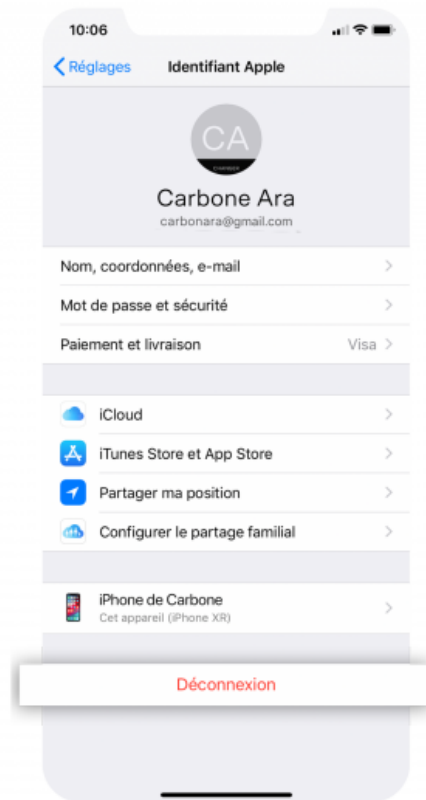 10:06
Réglages
Identifiant Apple
CA
Carbone Ara
carbonara@gmail.com
Nom, coordonnées, e-mail
Mot de passe et sécurité
Paiement et livraison Visa
iCloud
iTunes Store et App Store
Partager ma position
Configurer le partage familial
iPhone de Carbone
Cet appareil (iPhone XR)
Déconnexion